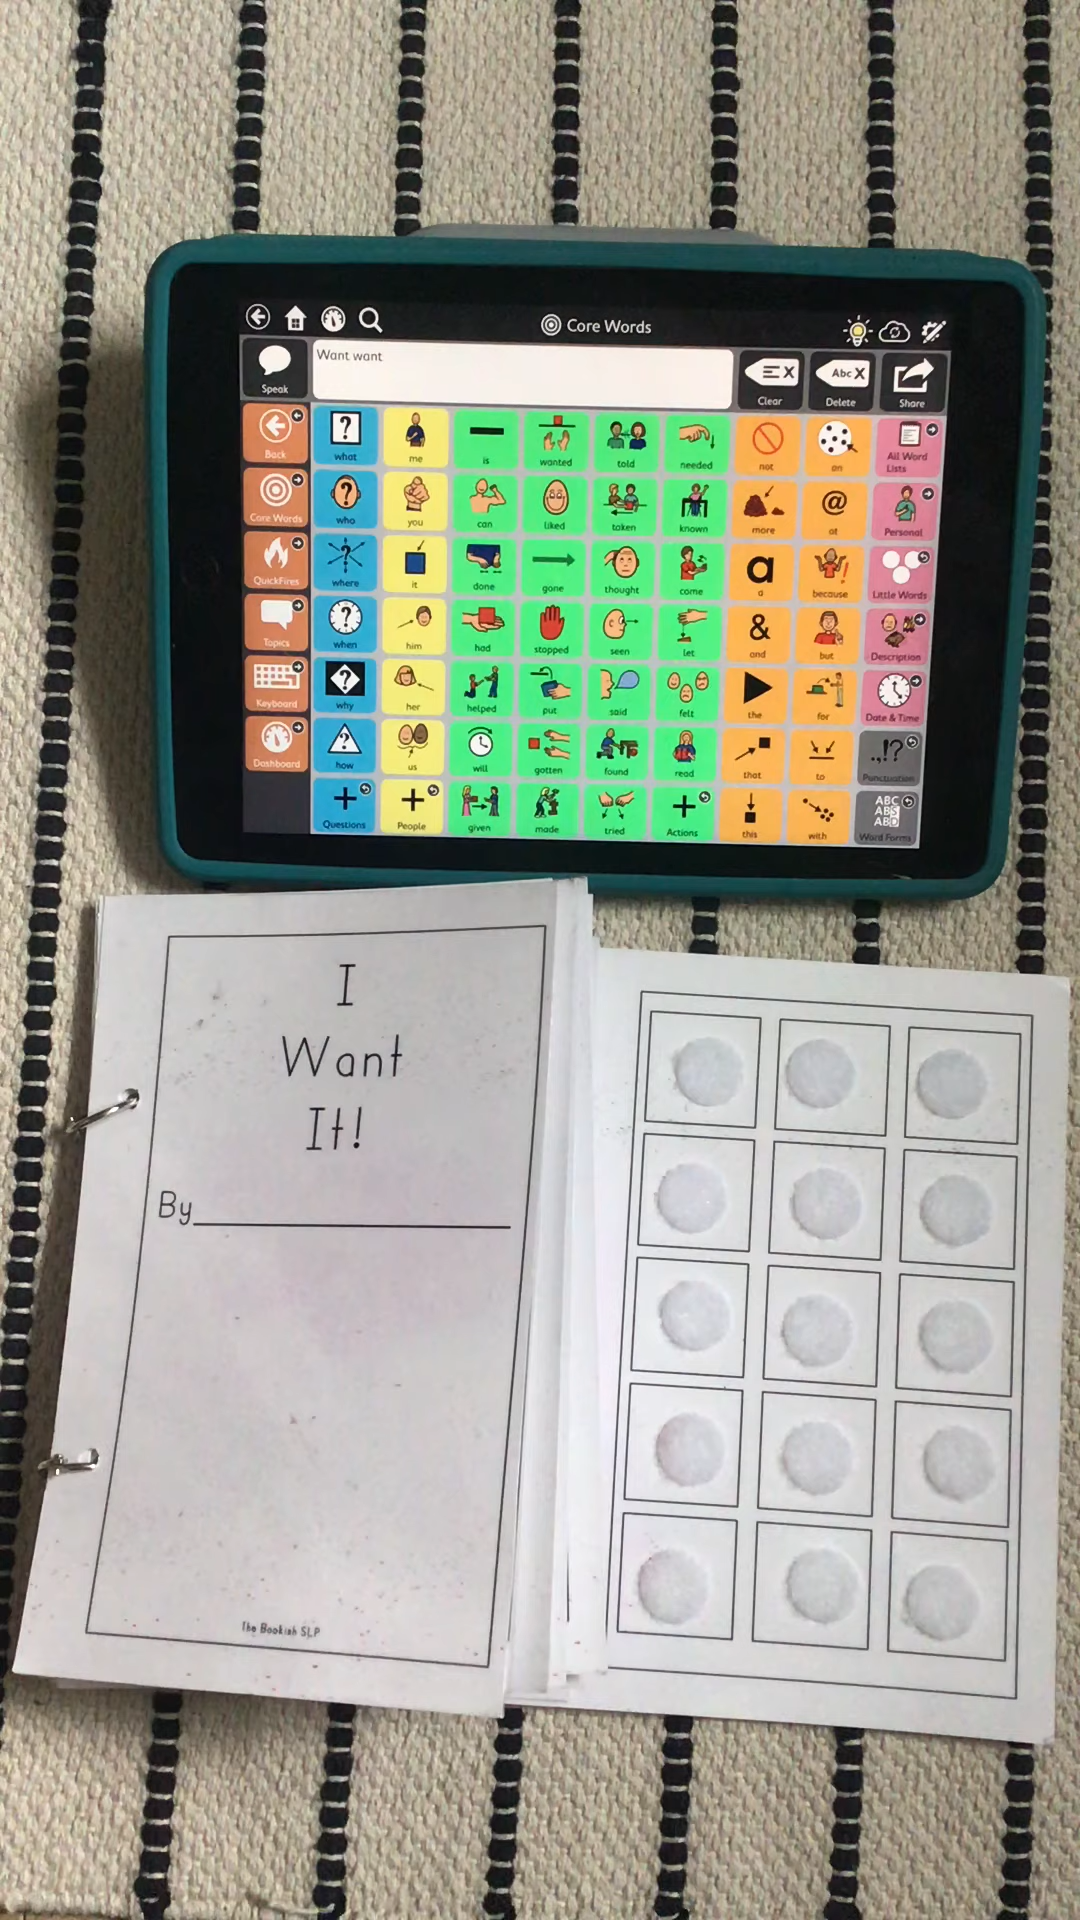 Core Words
Speak
Want want
Clear
Abc X
Delete
Share
Back
what
me
is
wanted
told
needed
not
on
All Word
Lists
Core Words
who
you
can
liked
taken
known
more
@
at
Personal
QuickFires
where
it
done
gone
thought
come
a
a
because
Little Words
Topics
when
him
had
stopped
seen
let
&
and
but
Description
Keyboard
why
her
helped
put
said
felt
the
for
Date & Time
Dashboard
how
us
will
gotten
found
read
that
to
.,!?
Punctuation
Questions
People
given
made
tried
Actions
this
with
ABC
ABS
ABD
Word Forms
I
Want
It!
By
The Bookish SLP